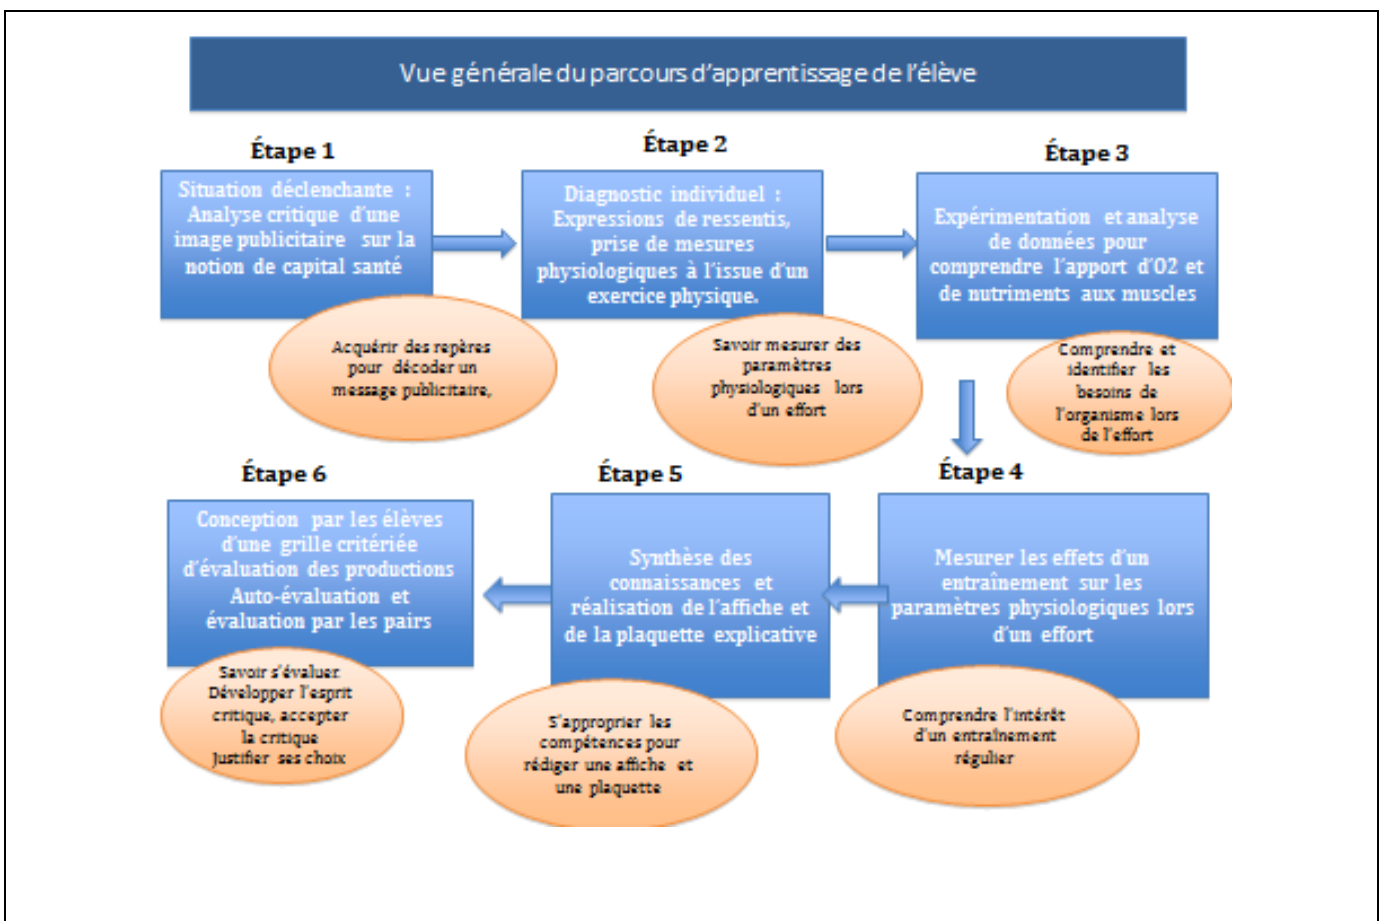 Vue générale du parcours d’apprentissage de l’élève
Étape 1
Situation déclenchante :
Analyse critique d’une
image publicitaire sur la
notion de capital santé
Acquérir des repères
pour décoder un
message publicitaire,
Étape 2
Diagnostic individuel :
Expressions de ressentis,
prise de mesures
physiologiques à l’issue d’un
exercice physique.
Savoir mesurer des
paramètres
physiologiques lors
d’un effort
Étape 3
Expérimentation et analyse
de données pour
comprendre l’apport d’O2 et
de nutriments aux muscles
Comprendre et
identifier les
besoins de
l’organisme lors
de l’effort
Étape 4
Mesurer les effets d’un
entraînement sur les
paramètres physiologiques lors
d’un effort
Comprendre l’intérêt
d’un entraînement
régulier
Étape 5
Synthèse des
connaissances et
réalisation de l’affiche et
de la plaquette explicative
S’approprier les
compétences pour
rédiger une affiche et
une plaquette
Étape 6
Conception par les élèves
d’une grille critériée
d’évaluation des productions
Auto-évaluation et
évaluation par les pairs
Savoir s’évaluer
Développer l’esprit
critique, accepter
la critique
Justifier ses choix